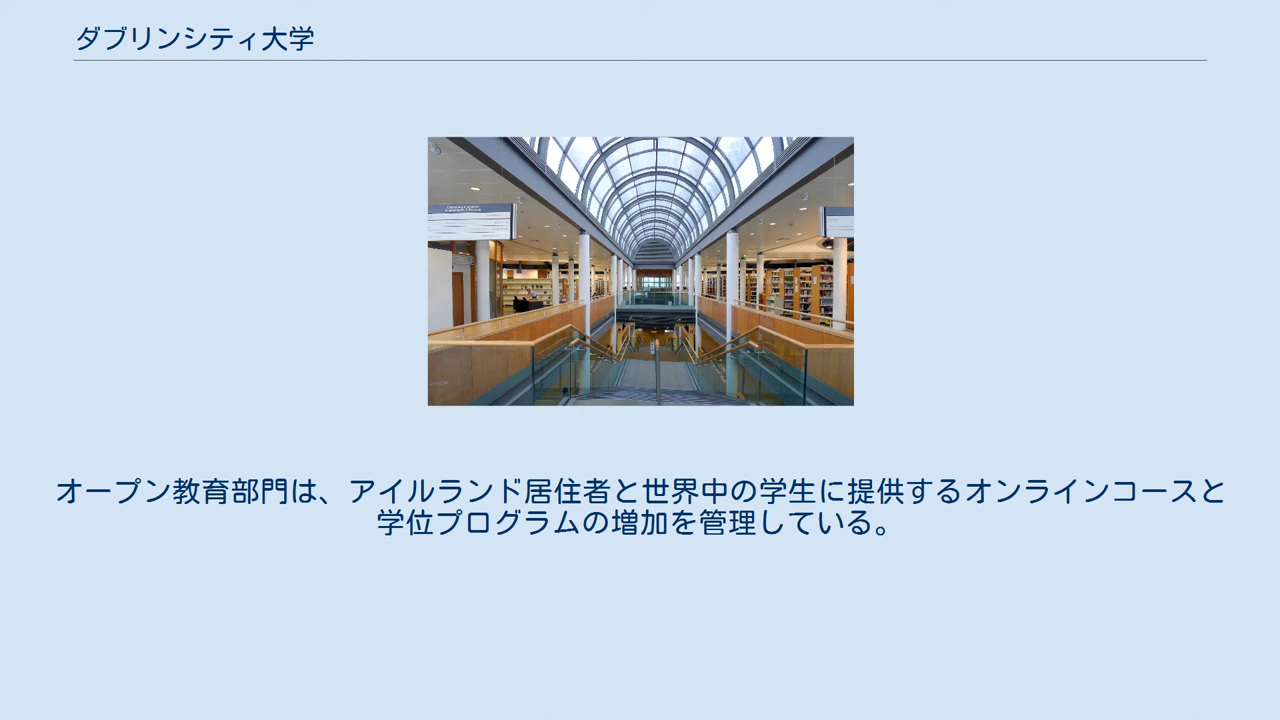 ダブリンシティ大学
オープン教育部門は、アイルランド居住者と世界中の学生に提供するオンラインコースと
学位プログラムの増加を管理している。